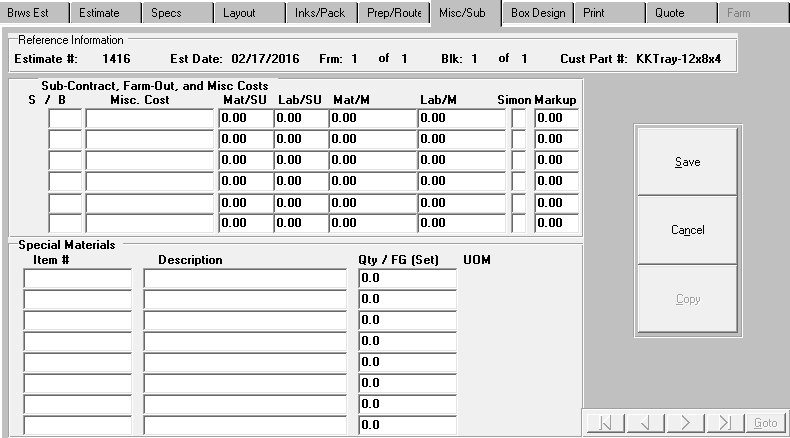 Brws Est Estimate Specs Layout Inks/Pack Prep/Route Misc/Sub Box Design Print Quote Farm
Reference Information
Estimate #: 1416 Est Date: 02/17/2016 Frm: 1 of 1 Blk: 1 of 1 Cust Part #: KKTray-12x8x4
Sub-Contract, Farm-Out, and Misc Costs
S / B Misc. Cost Mat/SU Lab/SU Mat/M Lab/M Simon Markup
0.00 0.00 0.00 0.00 0.00
0.00 0.00 0.00 0.00 0.00
0.00 0.00 0.00 0.00 0.00
0.00 0.00 0.00 0.00 0.00
0.00 0.00 0.00 0.00 0.00
0.00 0.00 0.00 0.00 0.00
Save
Cancel
Copy
Special Materials
Item # Description Qty / FG (Set) UOM
0.0
0.0
0.0
0.0
0.0
0.0
0.0
0.0
Goto